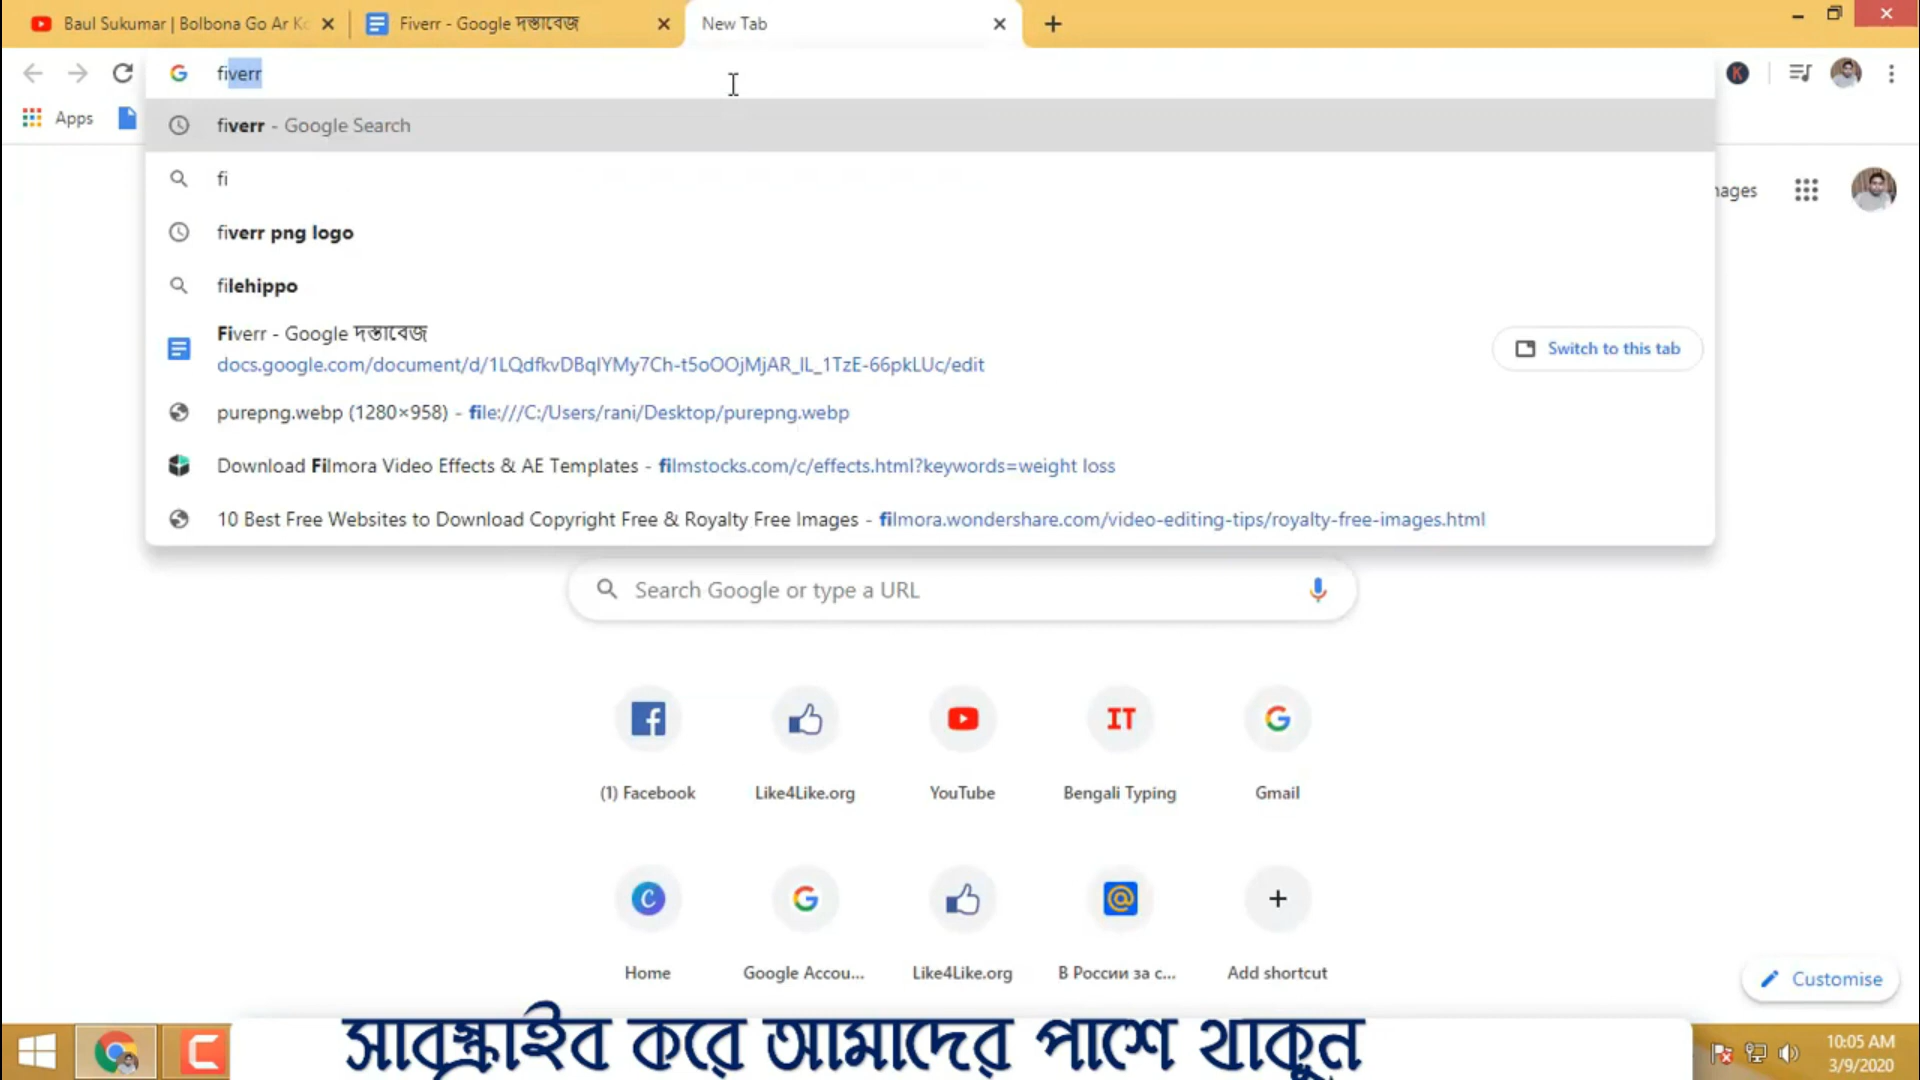 Baul Sukumar | Bolbona Go Ar Ko
Fiverr - Google দস্তাবেজ
New Tab
fiverr
Apps
fiverr - Google Search
fi
fiverr png logo
filehippo
Fiverr - Google দস্তাবেজ
docs.google.com/document/d/1LQdfkvDBqlYMy7Ch-t5oOOjMjAR_lL_1TzE-66pkLUc/edit
Switch to this tab
purepng.webp (1280×958) - file:///C:/Users/rani/Desktop/purepng.webp
Download Filmora Video Effects & AE Templates - filmstocks.com/c/effects.html?keywords=weight loss
10 Best Free Websites to Download Copyright Free & Royalty Free Images - filmora.wondershare.com/video-editing-tips/royalty-free-images.html
ages
Search Google or type a URL
IT
(1) Facebook
Like4Like.org
YouTube
Bengali Typing
Gmail
Home
Google Accou...
Like4Like.org
В России за с...
Add shortcut
Customise
সাবস্ক্রাইব করে আমাদের পাশে থাকুন
10:05 AM
3/9/2020